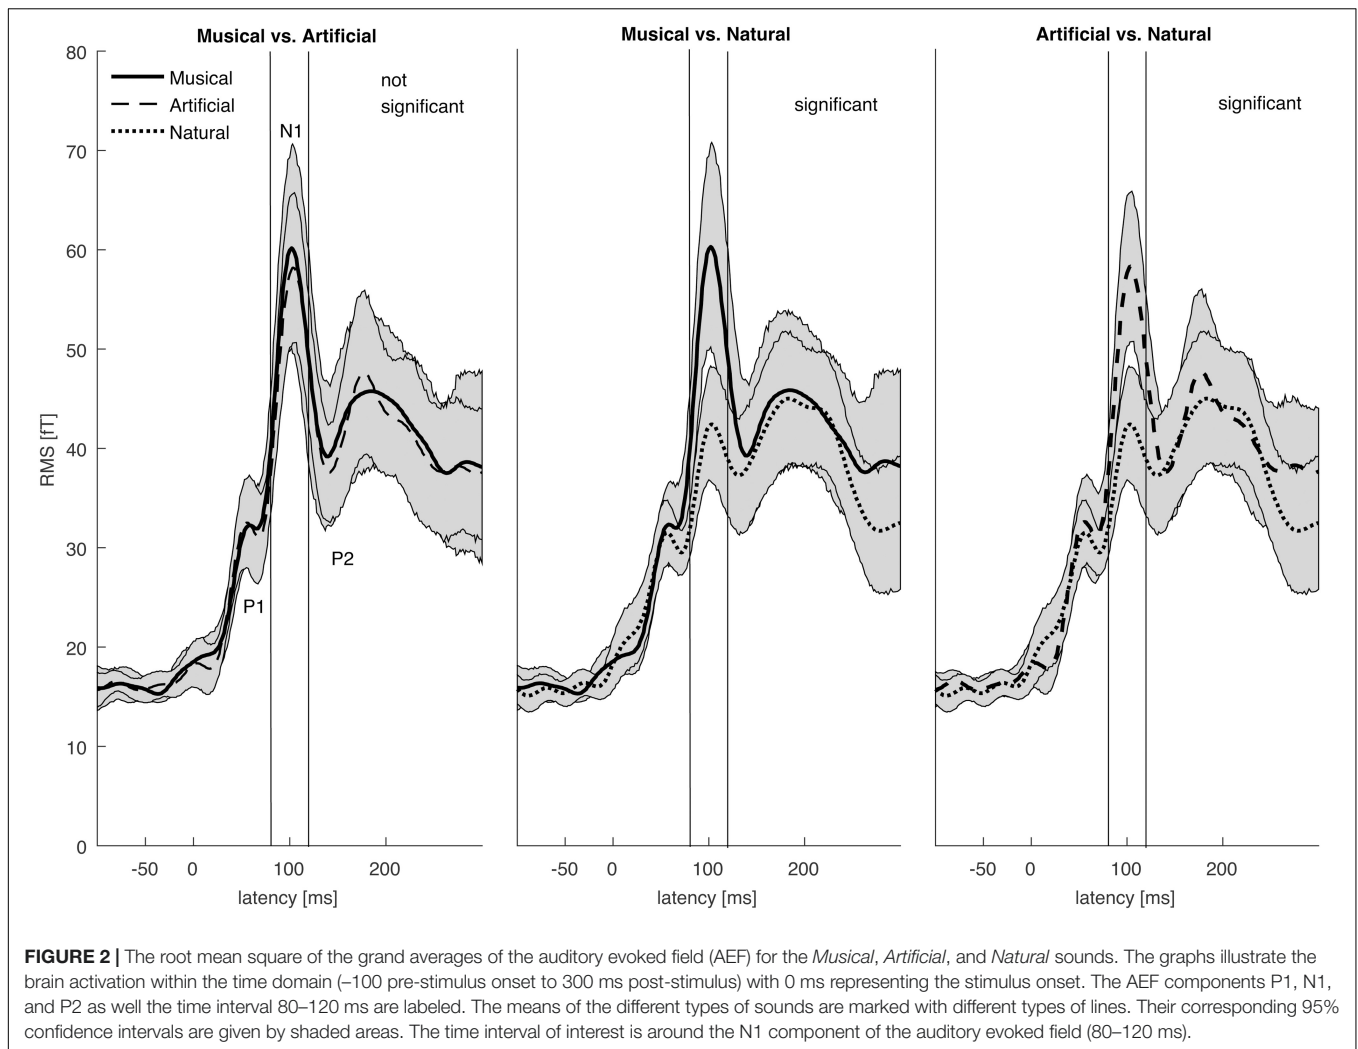 Musical vs. Artificial
Musical vs. Natural
Artificial vs. Natural
80
70
60
50
40
30
20
10
0
RMS [fT]
Musical
Artificial
Natural
not
significant
N1
P1
P2
significant
significant
-50 0 100 200
-50 0 100 200
-50 0 100 200
latency [ms]
latency [ms]
latency [ms]
FIGURE 2 | The root mean square of the grand averages of the auditory evoked field (AEF) for the Musical, Artificial, and Natural sounds. The graphs illustrate the
brain activation within the time domain (–100 pre-stimulus onset to 300 ms post-stimulus) with 0 ms representing the stimulus onset. The AEF components P1, N1,
and P2 as well the time interval 80–120 ms are labeled. The means of the different types of sounds are marked with different types of lines. Their corresponding 95%
confidence intervals are given by shaded areas. The time interval of interest is around the N1 component of the auditory evoked field (80–120 ms).